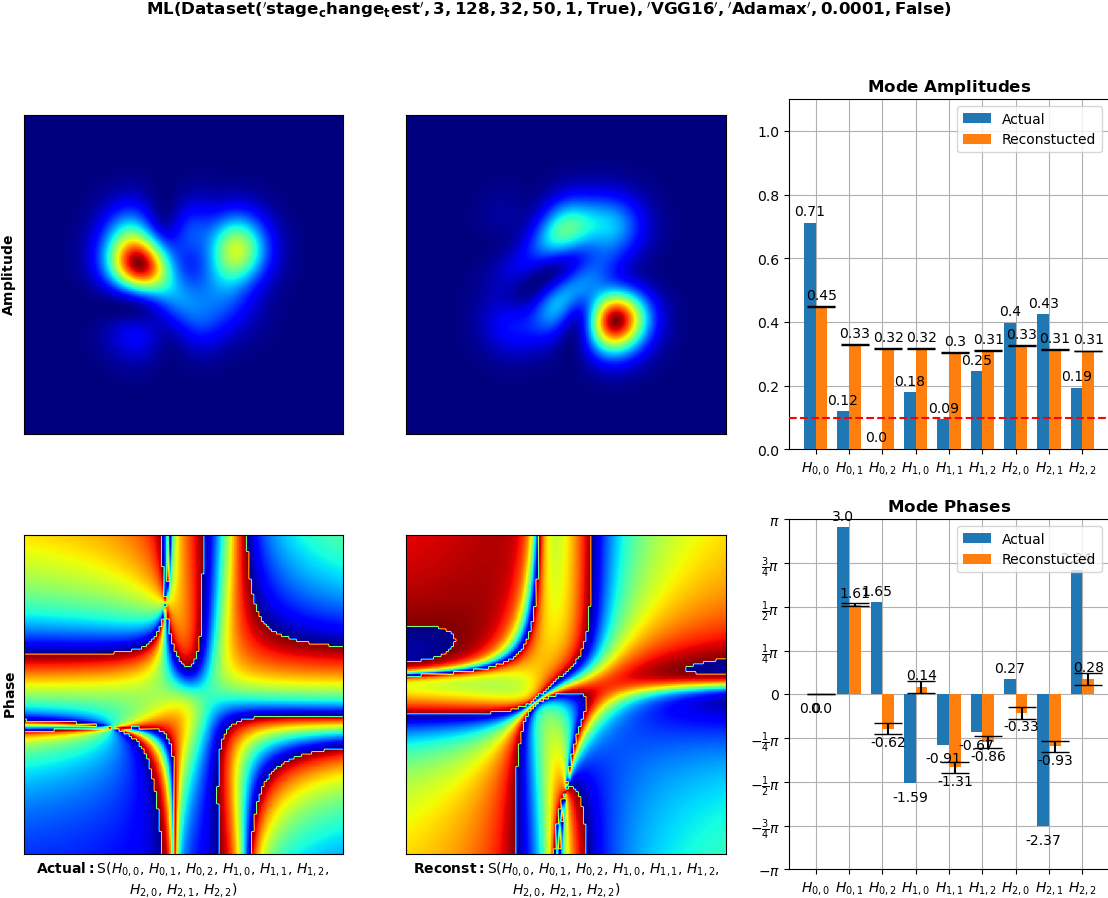 ML(Dataset('stage_change_test', 3, 128, 32, 50, 1, True), 'VGG16', 'Adamax', 0.0001, False)
Amplitude
Mode Amplitudes
Actual
Reconstucted
1.0
0.8
0.6
0.4
0.2
0.0
0.71
0.45
0.12
0.33
0.0
0.32
0.18
0.32
0.09
0.3
0.25
0.31
0.4
0.33
0.43
0.31
0.19
0.31
H0,0 H0,1 H0,2 H1,0 H1,1 H1,2 H2,0 H2,1 H2,2
Phase
Mode Phases
Actual
Reconstucted
π
3/4π
1/2π
1/4π
0
−1/4π
−1/2π
−3/4π
−π
0.0
0.0
3.0
1.61
1.65
-0.62
-1.59
0.14
-0.91
-1.31
-0.67
-0.86
0.27
-0.33
-2.37
-0.93
0.28
H0,0 H0,1 H0,2 H1,0 H1,1 H1,2 H2,0 H2,1 H2,2
Actual: S(H0,0, H0,1, H0,2, H1,0, H1,1, H1,2,
H2,0, H2,1, H2,2)
Reconst: S(H0,0, H0,1, H0,2, H1,0, H1,1, H1,2,
H2,0, H2,1, H2,2)